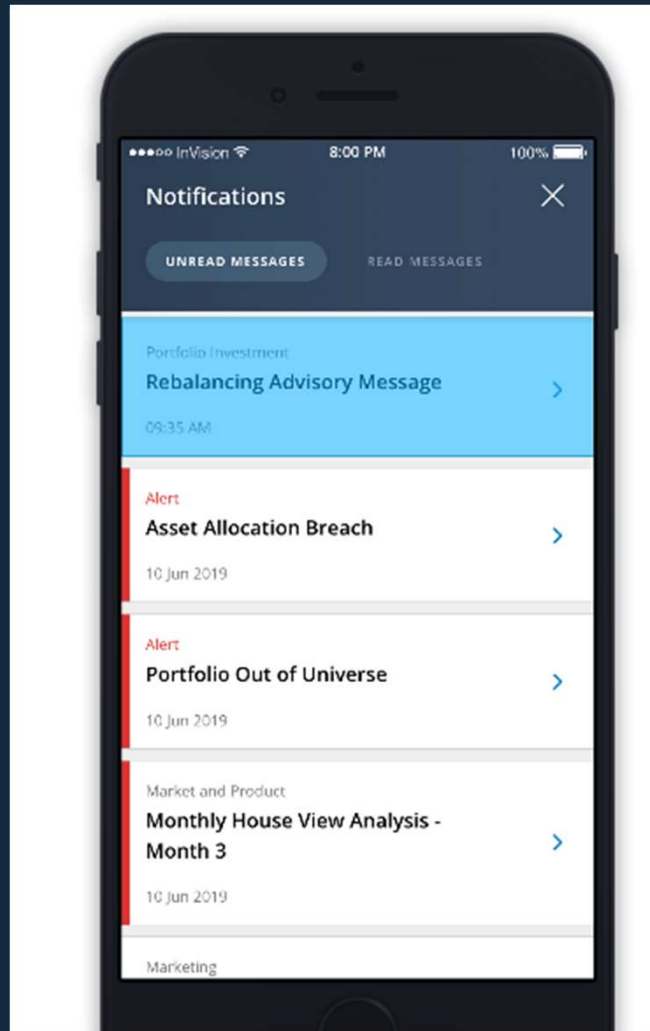 InVision 8:00 PM 100%
Notifications
UNREAD MESSAGES READ MESSAGES
Portfolio Investment
Rebalancing Advisory Message
09:35 AM
Alert
Asset Allocation Breach
10 Jun 2019
Alert
Portfolio Out of Universe
10 Jun 2019
Market and Product
Monthly House View Analysis -
Month 3
10 Jun 2019
Marketing